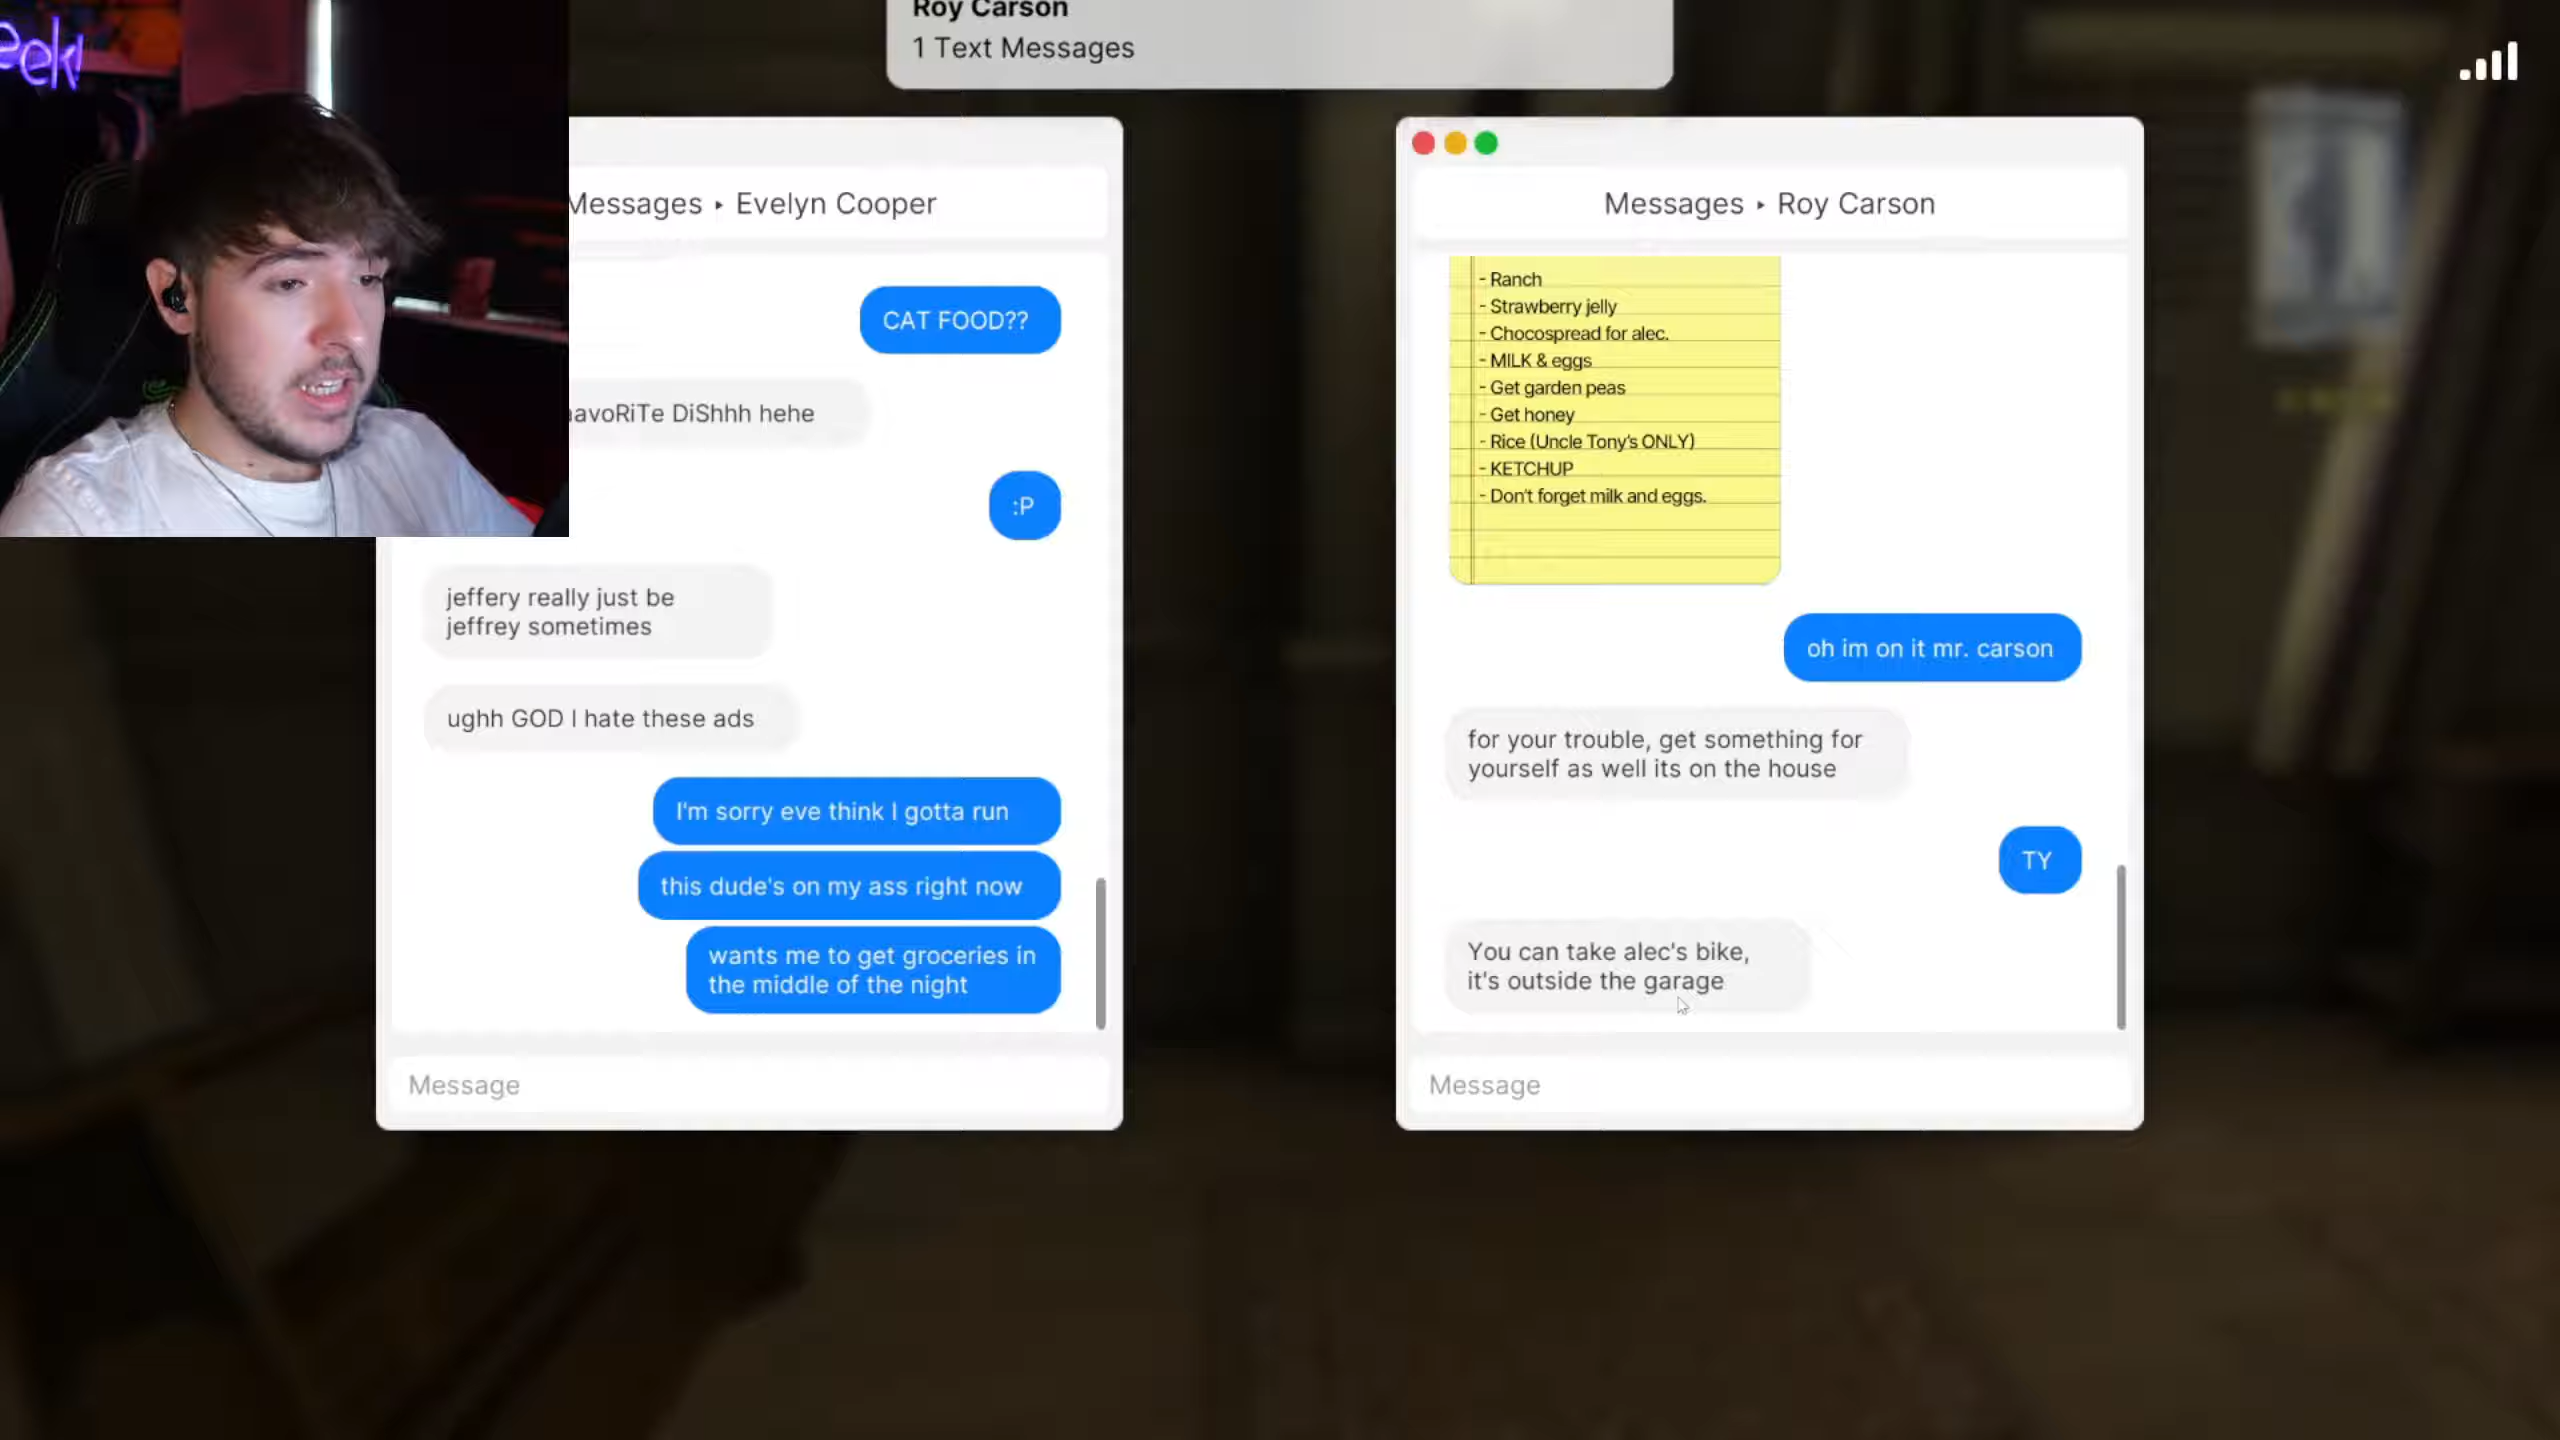 Roy Carson
1 Text Messages
Messages ▸ Evelyn Cooper
CAT FOOD??
DiShhh hehe
:P
jeffery really just be
jeffrey sometimes
ughh GOD I hate these ads
I'm sorry eve think I gotta run
this dude's on my ass right now
wants me to get groceries in
the middle of the night
Message
Messages ▸ Roy Carson
- Ranch
- Strawberry jelly
- Chocospread for alec.
- MILK & eggs
- Get garden peas
- Get honey
- Rice (Uncle Tony's ONLY)
- KETCHUP
- Don't forget milk and eggs.
oh im on it mr. carson
for your trouble, get something for
yourself as well its on the house
TY
You can take alec's bike,
it's outside the garage
Message